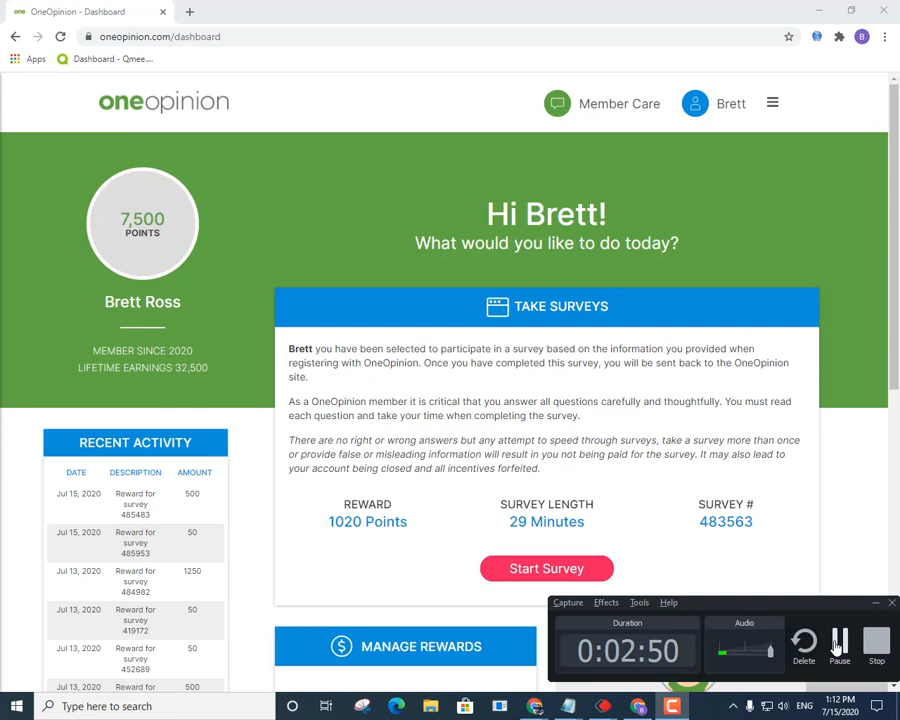 one OneOpinion - Dashboard
oneopinion.com/dashboard
B
Apps
Dashboard - Qmee....
oneopinion
Member Care
Brett
7,500
POINTS
Hi Brett!
What would you like to do today?
Brett Ross
MEMBER SINCE 2020
LIFETIME EARNINGS 32,500
TAKE SURVEYS
Brett you have been selected to participate in a survey based on the information you provided when
registering with OneOpinion. Once you have completed this survey, you will be sent back to the OneOpinion
site.
As a OneOpinion member it is critical that you answer all questions carefully and thoughtfully. You must read
each question and take your time when completing the survey.
There are no right or wrong answers but any attempt to speed through surveys, take a survey more than once
or provide false or misleading information will result in you not being paid for the survey. It may also lead to
your account being closed and all incentives forfeited.
REWARD
1020 Points
SURVEY LENGTH
29 Minutes
SURVEY #
483563
Start Survey
RECENT ACTIVITY
DATE DESCRIPTION AMOUNT
Jul 15, 2020 Reward for 500
survey
485483
Jul 15, 2020 Reward for 50
survey
485953
Jul 13, 2020 Reward for 1250
survey
484982
Jul 13, 2020 Reward for 50
survey
419172
Jul 13, 2020 Reward for 50
survey
452689
Jul 13, 2020 Reward for 500
MANAGE REWARDS
Capture Effects Tools Help
Duration
0:02:50
Audio
Delete
Pause
Stop
Type here to search
ENG
1:12 PM
7/15/2020